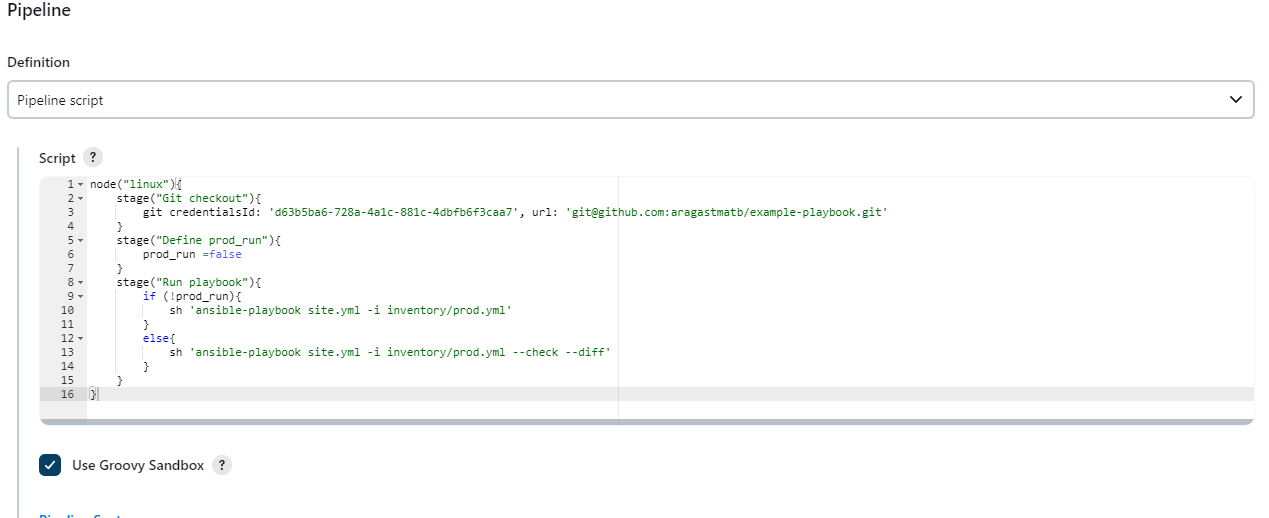 Pipeline
Definition
Pipeline script
Script ?
1 node("linux"){
2     stage("Git checkout"){
3         git credentialsId: 'd63b5ba6-728a-4a1c-881c-4dbfb6f3caa7', url: 'git@github.com:aragastmatb/example-playbook.git'
4     }
5     stage("Define prod_run"){
6         prod_run =false
7     }
8     stage("Run playbook"){
9         if (!prod_run){
10             sh 'ansible-playbook site.yml -i inventory/prod.yml'
11         }
12         else{
13             sh 'ansible-playbook site.yml -i inventory/prod.yml --check --diff'
14         }
15     }
16 }
Use Groovy Sandbox ?